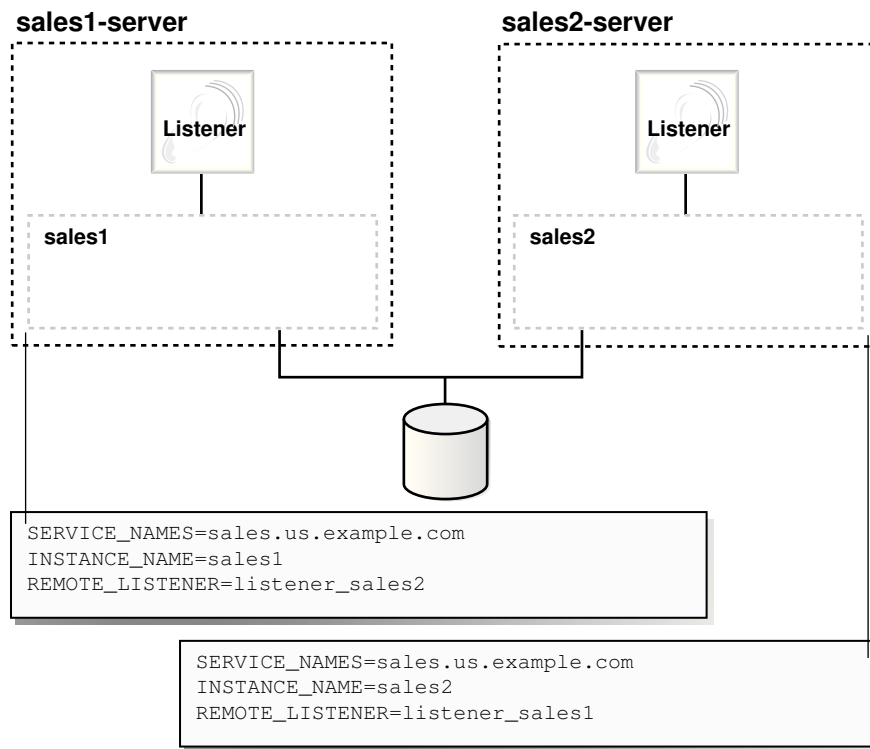 sales1-server
sales2-server
Listener
Listener
sales1
sales2
SERVICE_NAMES=sales.us.example.com
INSTANCE_NAME=sales1
REMOTE_LISTENER=listener_sales2
SERVICE_NAMES=sales.us.example.com
INSTANCE_NAME=sales2
REMOTE_LISTENER=listener_sales1